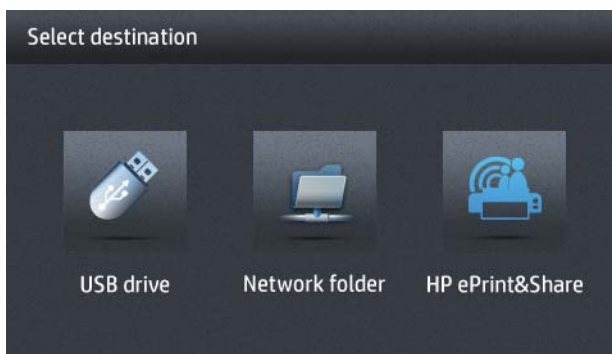 Select destination
USB drive
Network folder
HP ePrint&Share